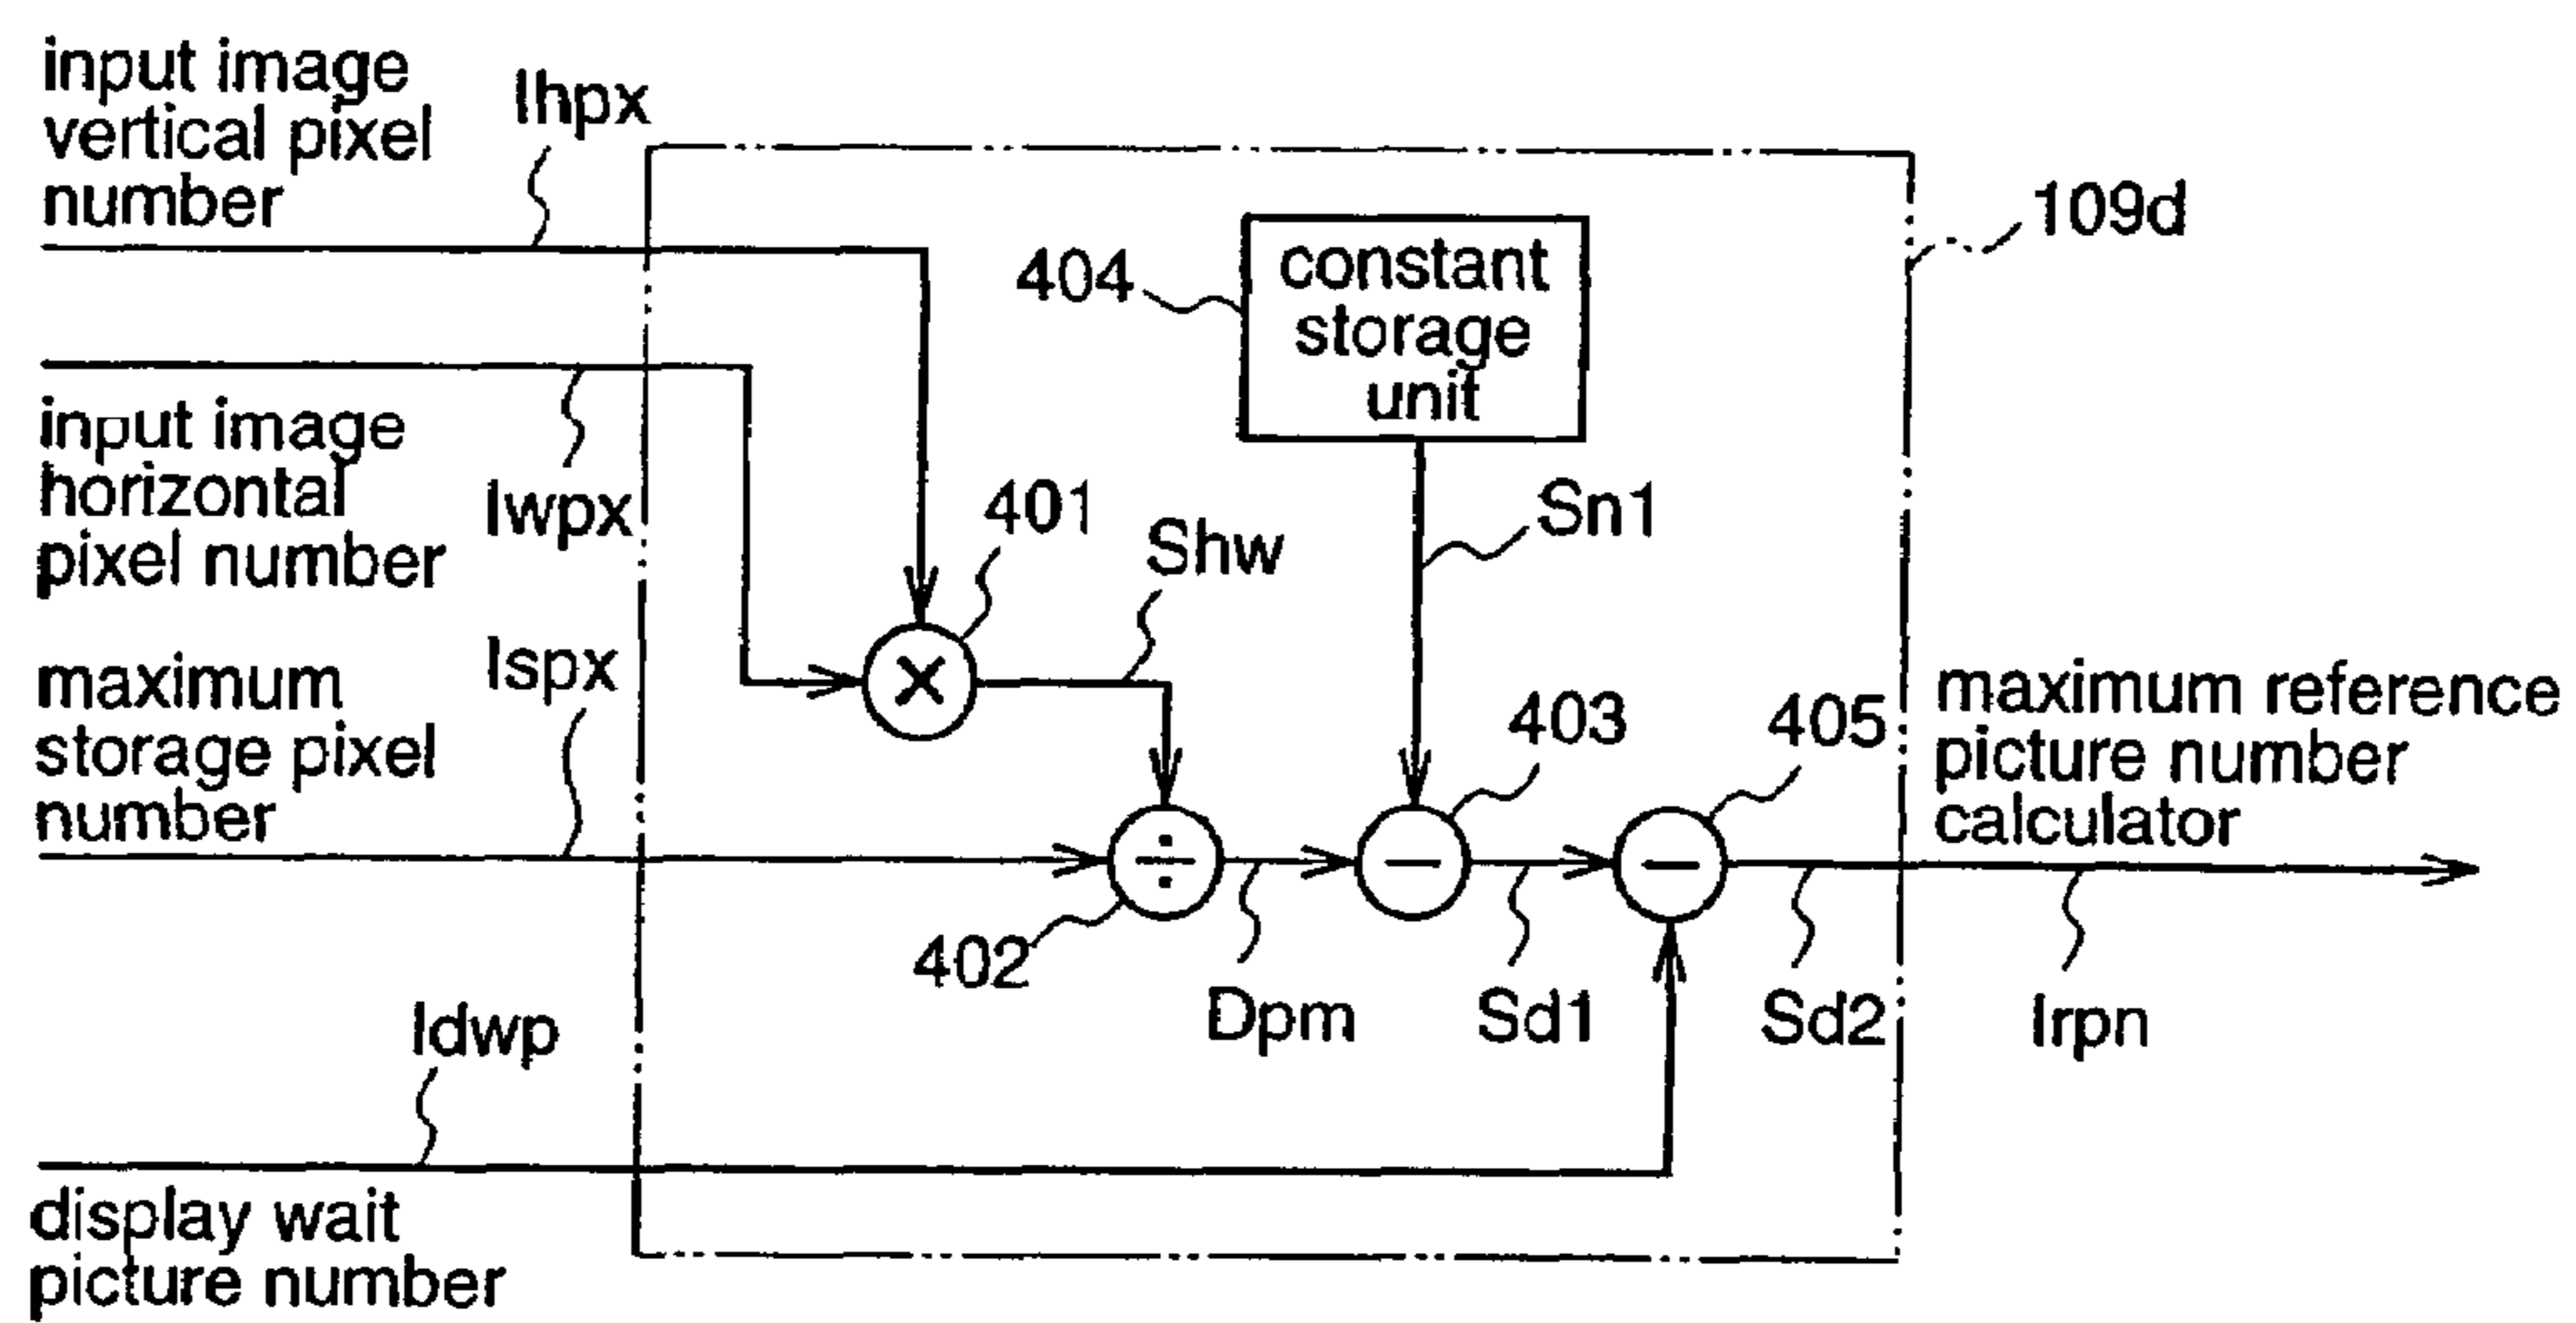 input image
vertical pixel
number
Ihpx
109d
404
constant
storage
unit
input image
horizontal
pixel number
Iwpx
401
Shw
Sn1
×
maximum
storage pixel
number
Ispx
403
405
maximum reference
picture number
calculator
÷
−
−
402
Dpm
Sd1
Sd2
Irpn
Idwp
display wait
picture number